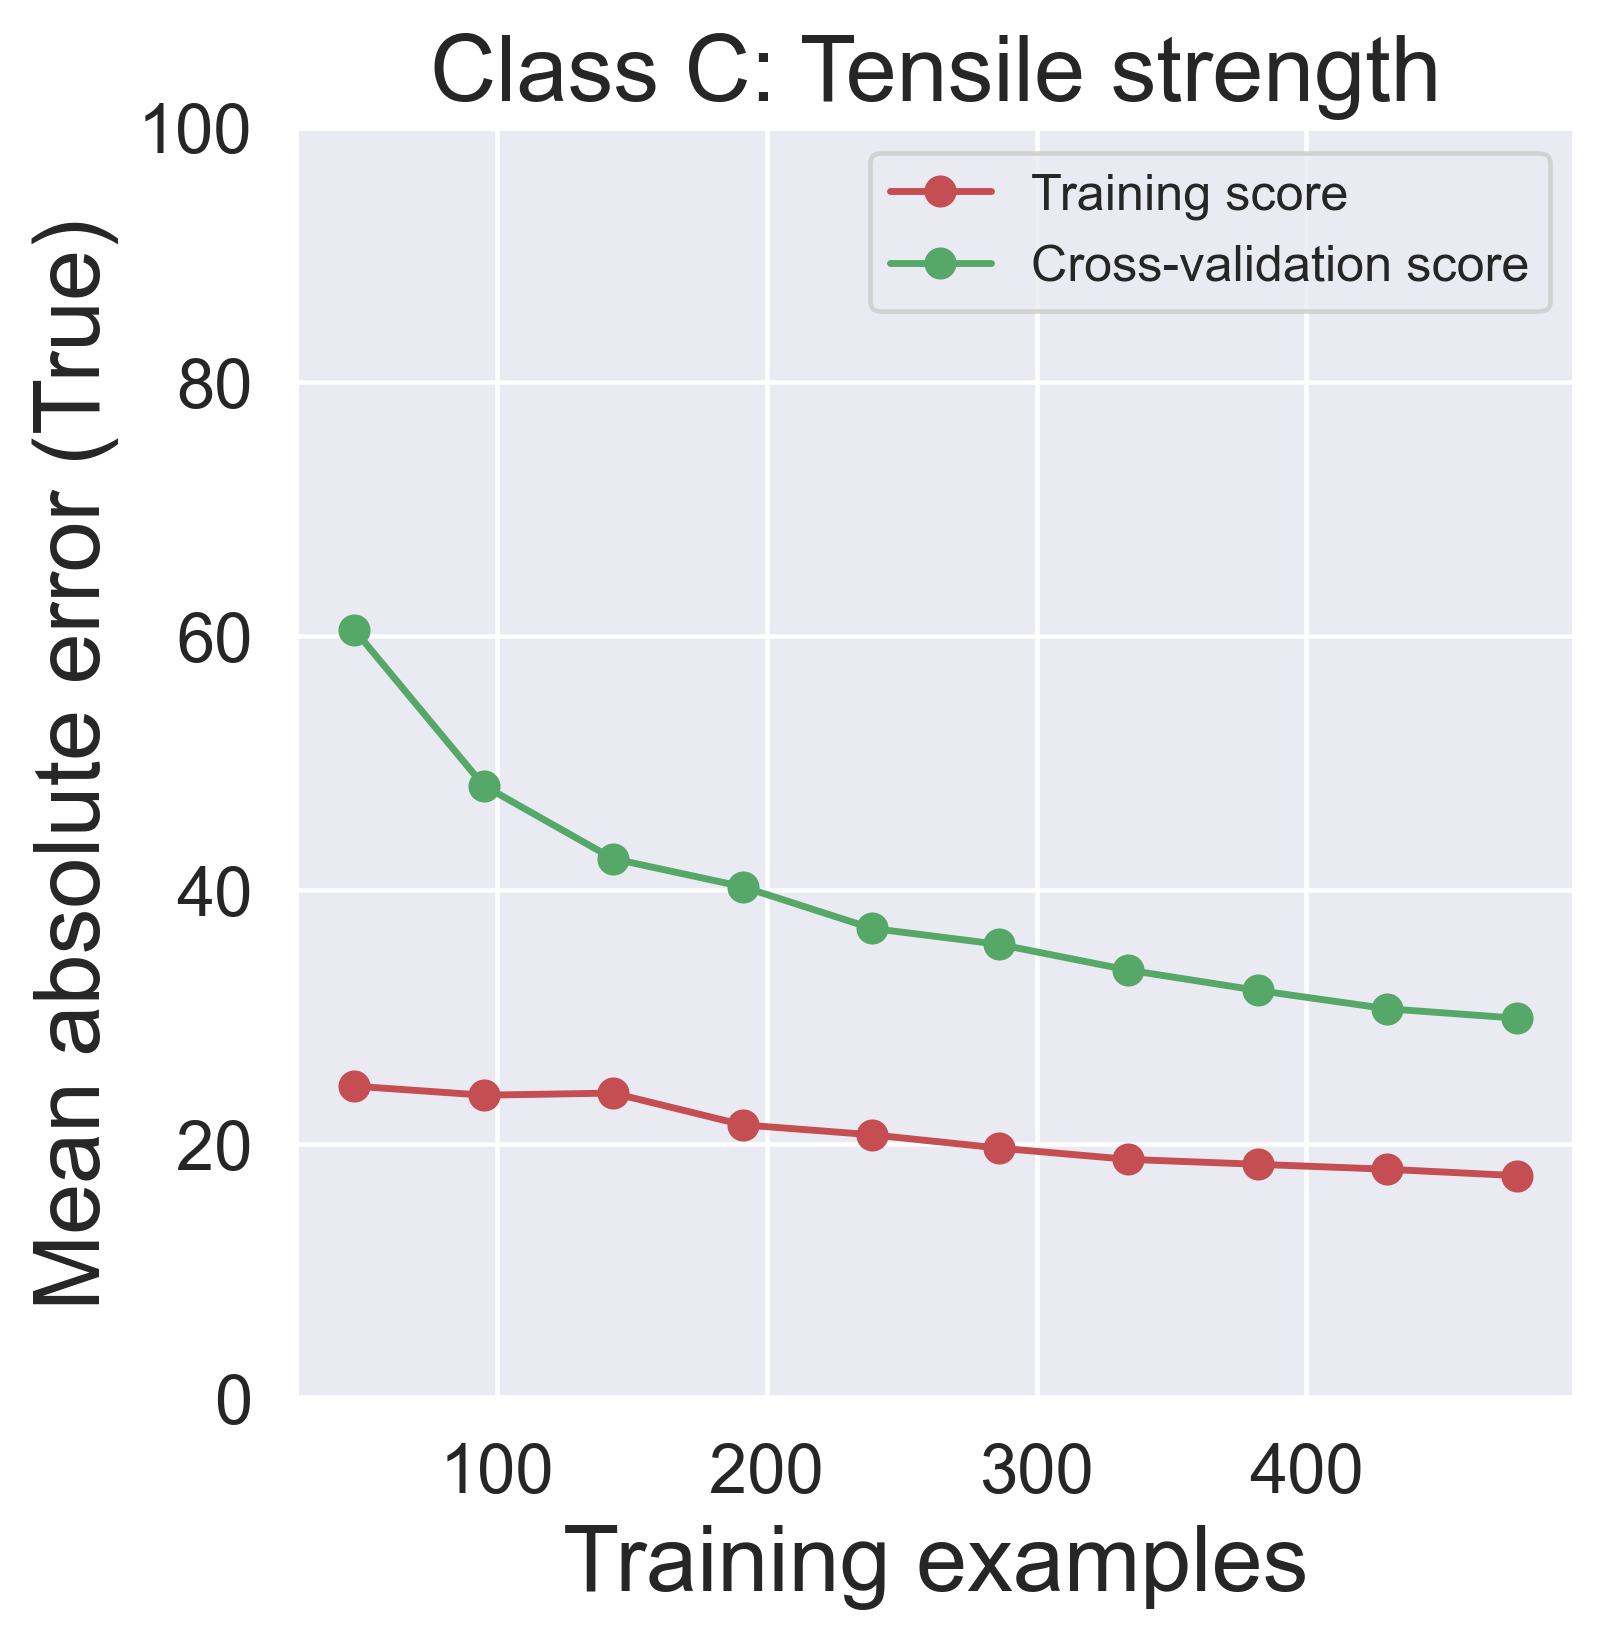 Class C: Tensile strength
Mean absolute error (True)
100
80
60
40
20
0
Training score
Cross-validation score
100 200 300 400
Training examples